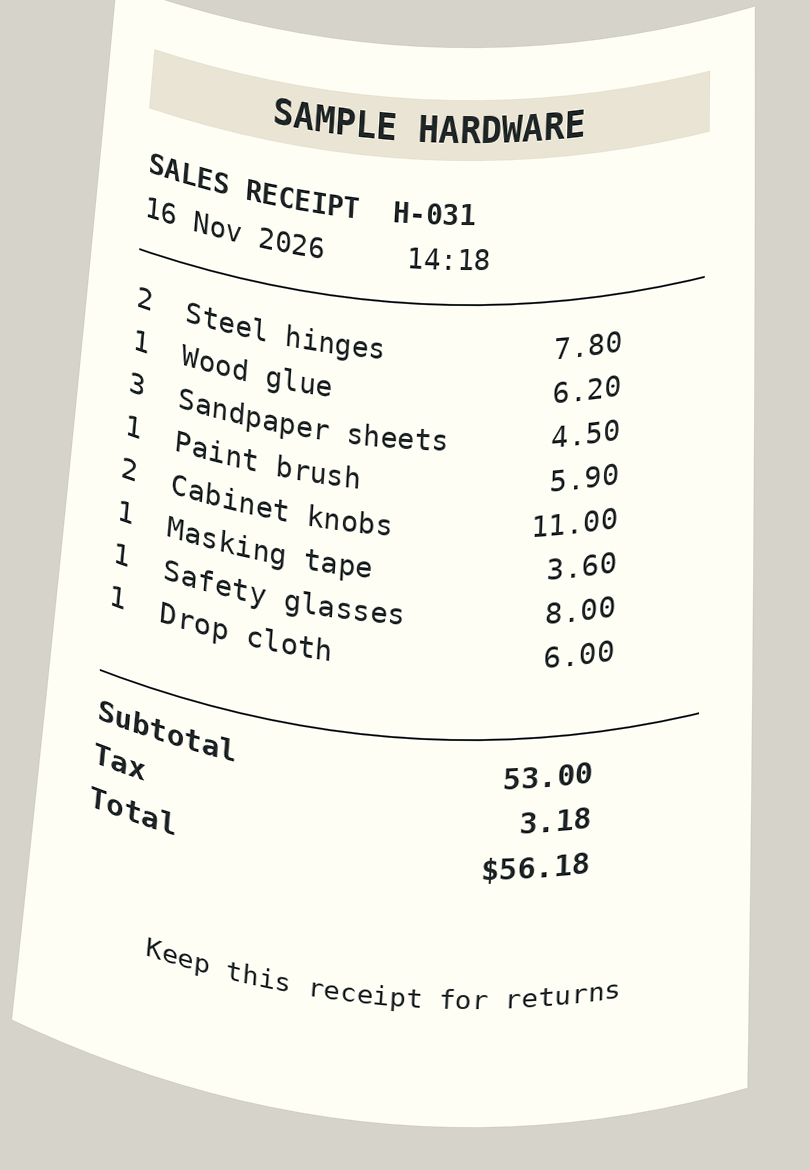 SAMPLE HARDWARE
SALES RECEIPT H-031
16 Nov 2026 14:18
2 Steel hinges 7.80
1 Wood glue 6.20
3 Sandpaper sheets 4.50
1 Paint brush 5.90
2 Cabinet knobs 11.00
1 Masking tape 3.60
1 Safety glasses 8.00
1 Drop cloth 6.00
Subtotal 53.00
Tax 3.18
Total $56.18
Keep this receipt for returns